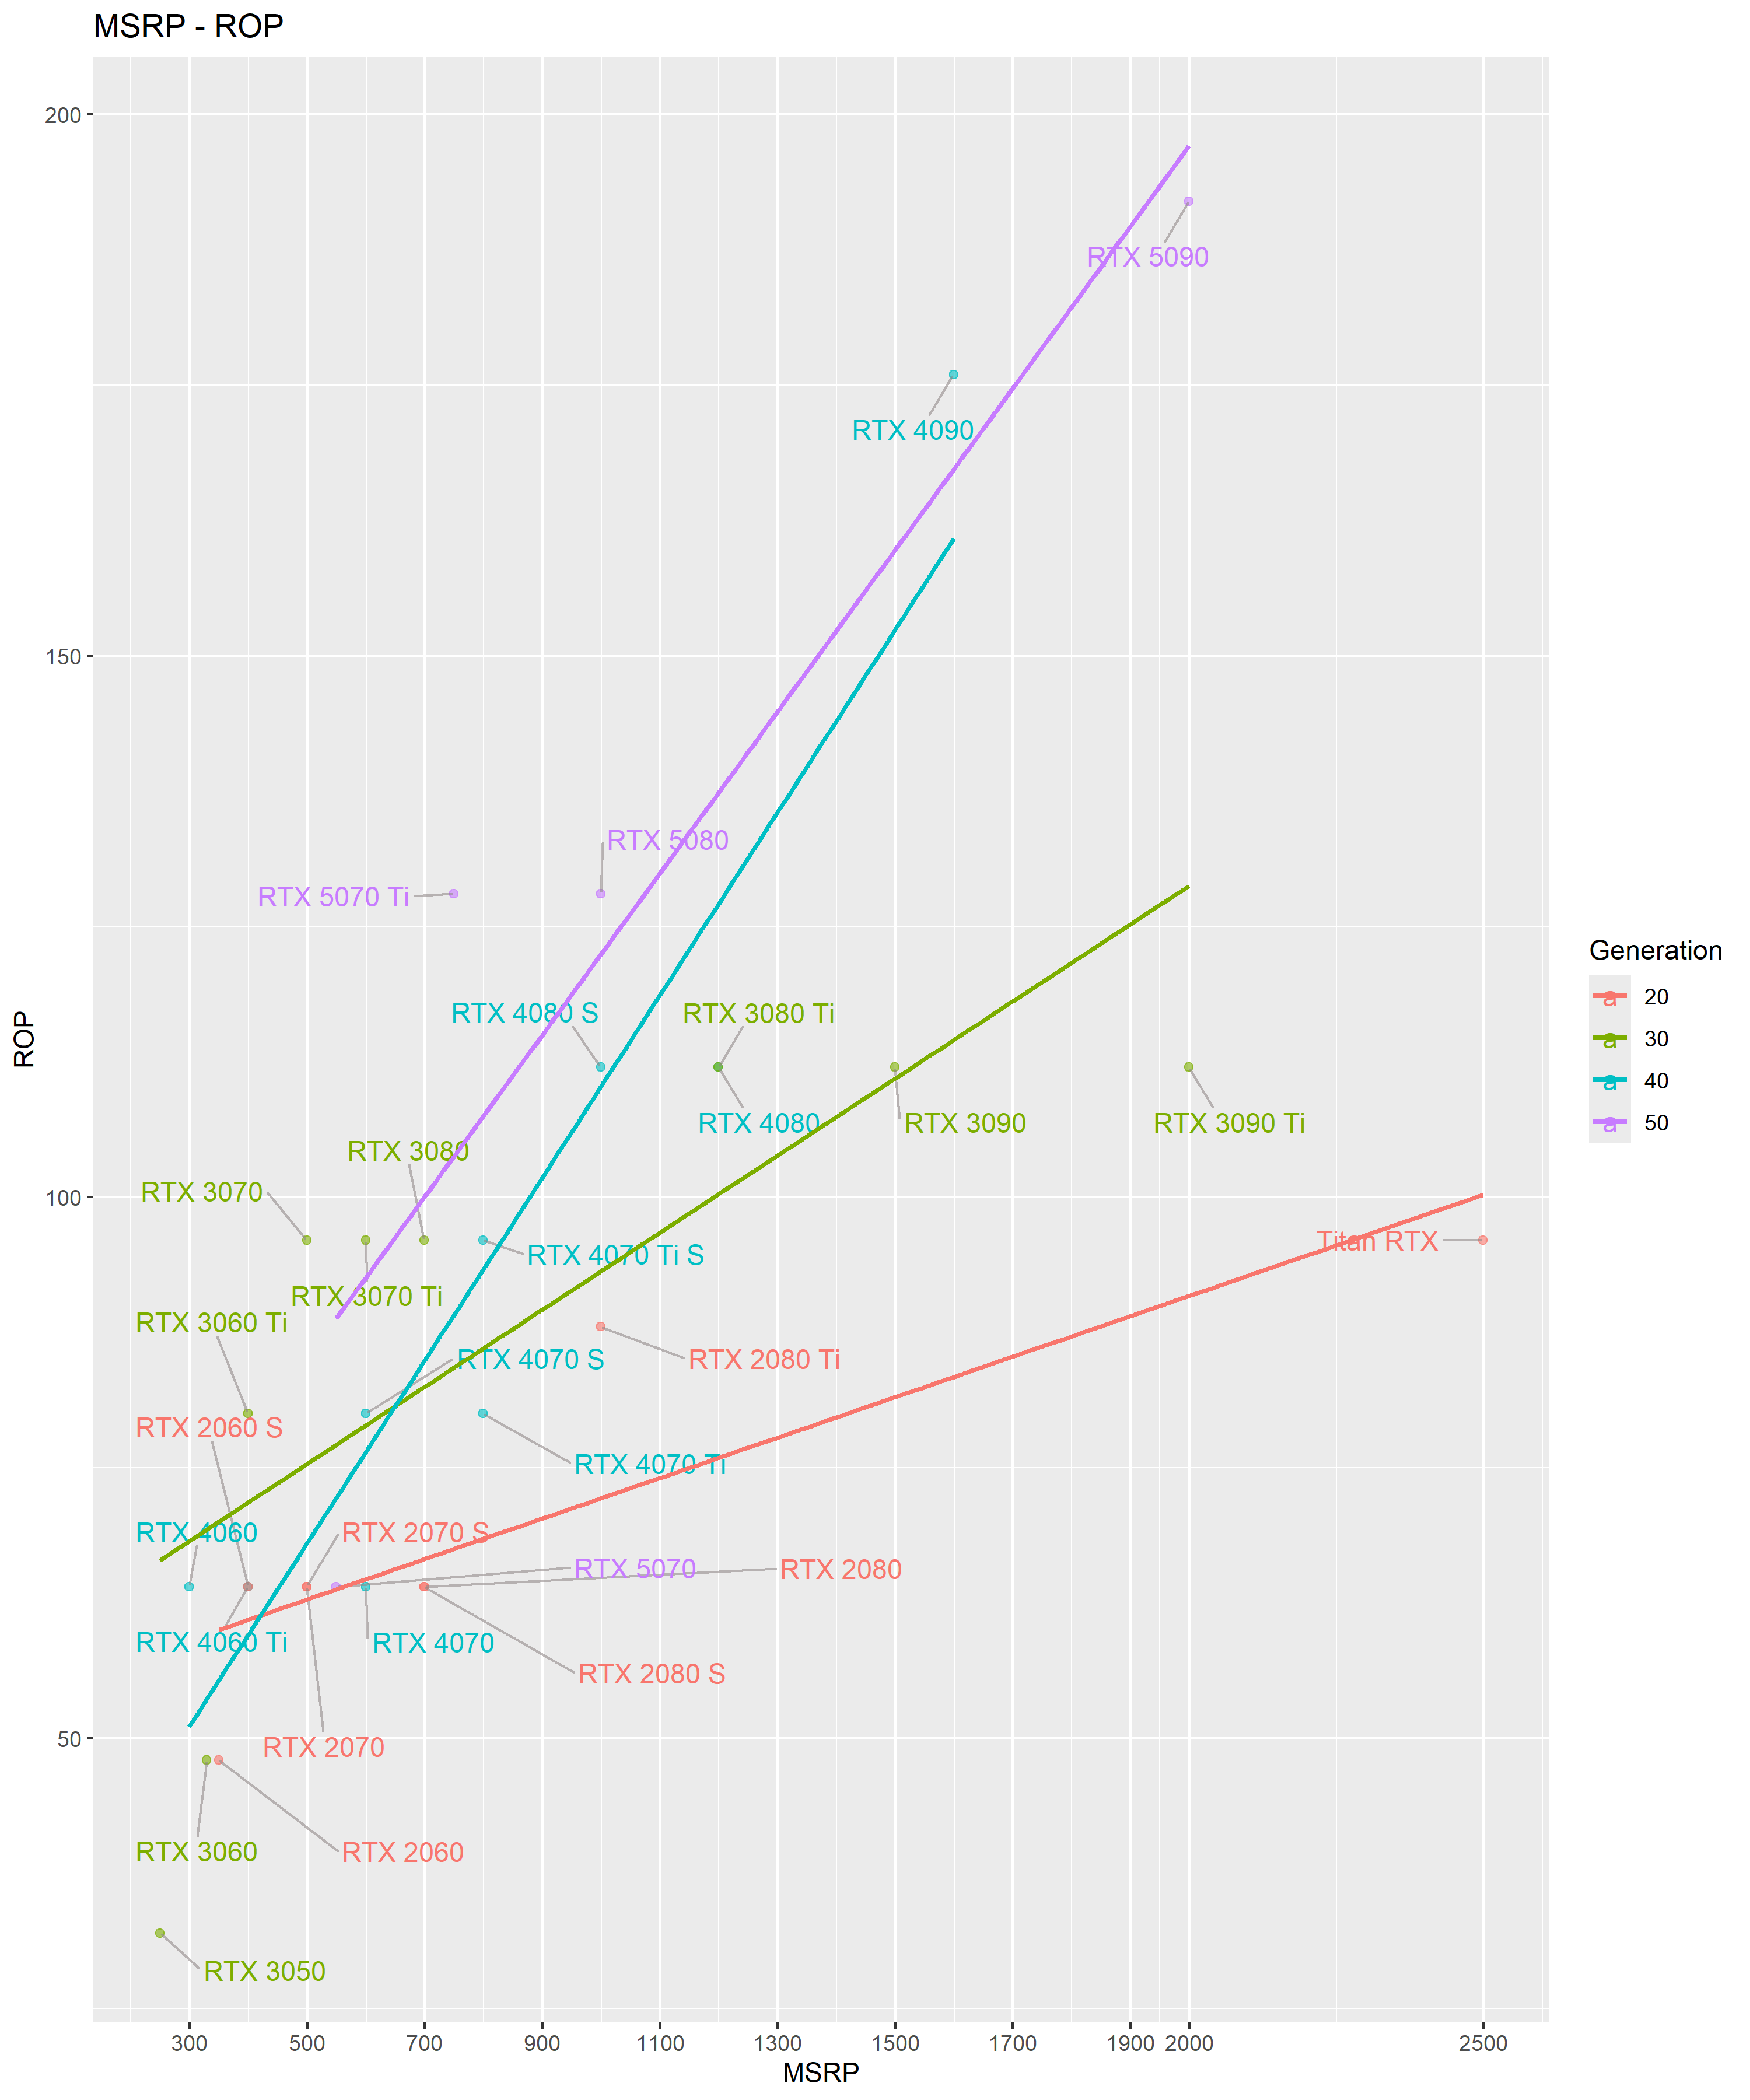 MSRP - ROP
200
150
100
50
ROP
RTX 5090
RTX 4090
RTX 5080
RTX 5070 Ti
RTX 4080 S
RTX 3080 Ti
RTX 4080
RTX 3090
RTX 3090 Ti
RTX 3080
RTX 3070
Titan RTX
RTX 4070 Ti S
RTX 3070 Ti
RTX 3060 Ti
RTX 4070 S
RTX 2080 Ti
RTX 2060 S
RTX 4070 Ti
RTX 4060
RTX 2070 S
RTX 5070
RTX 2080
RTX 4060 Ti
RTX 4070
RTX 2080 S
RTX 2070
RTX 3060
RTX 2060
RTX 3050
300 500 700 900 1100 1300 1500 1700 1900 2000 2500
MSRP
Generation
a 20
a 30
a 40
a 50